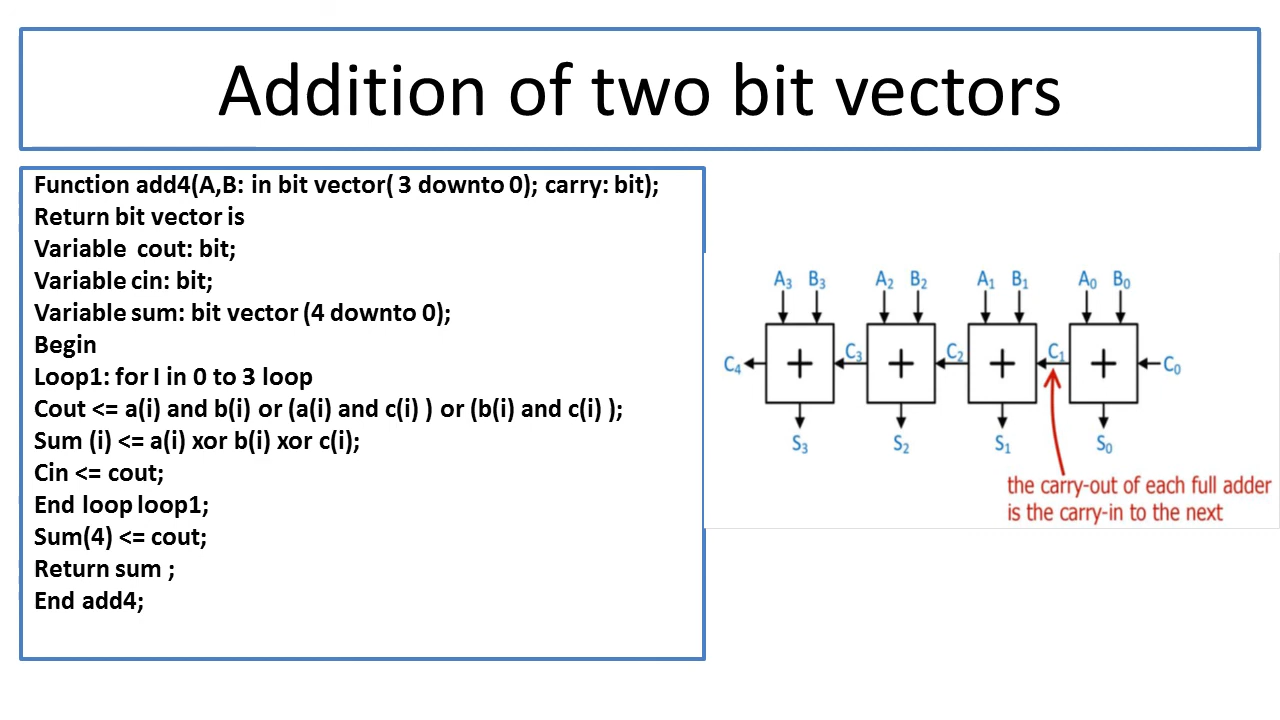 Addition of two bit vectors
Function add4(A,B: in bit vector( 3 downto 0); carry: bit);
Return bit vector is
Variable cout: bit;
Variable cin: bit;
Variable sum: bit vector (4 downto 0);
Begin
Loop1: for I in 0 to 3 loop
Cout <= a(i) and b(i) or (a(i) and c(i) ) or (b(i) and c(i) );
Sum (i) <= a(i) xor b(i) xor c(i);
Cin <= cout;
End loop loop1;
Sum(4) <= cout;
Return sum ;
End add4;
A₃ B₃ A₂ B₂ A₁ B₁ A₀ B₀
C₄ + C₃ + C₂ + C₁ + C₀
S₃ S₂ S₁ S₀
the carry-out of each full adder
is the carry-in to the next